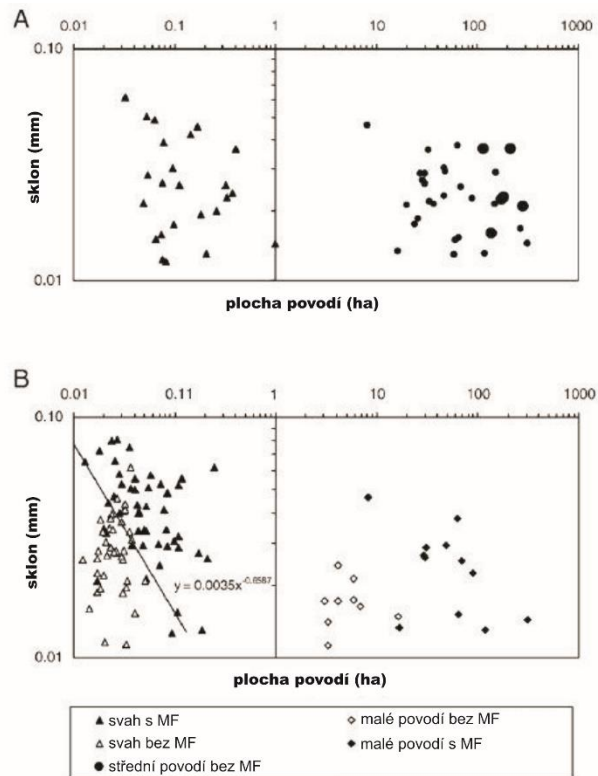 A
0.01 0.1 1 10 100 1000
0.10
sklon (mm)
0.01
plocha povodí (ha)
B
0.01 0.11 1 10 100 1000
0.10
sklon (mm)
y = 0.0035x^-0.6587
0.01
plocha povodí (ha)
▲ svah s MF ◇ malé povodí bez MF
△ svah bez MF ◆ malé povodí s MF
● střední povodí bez MF